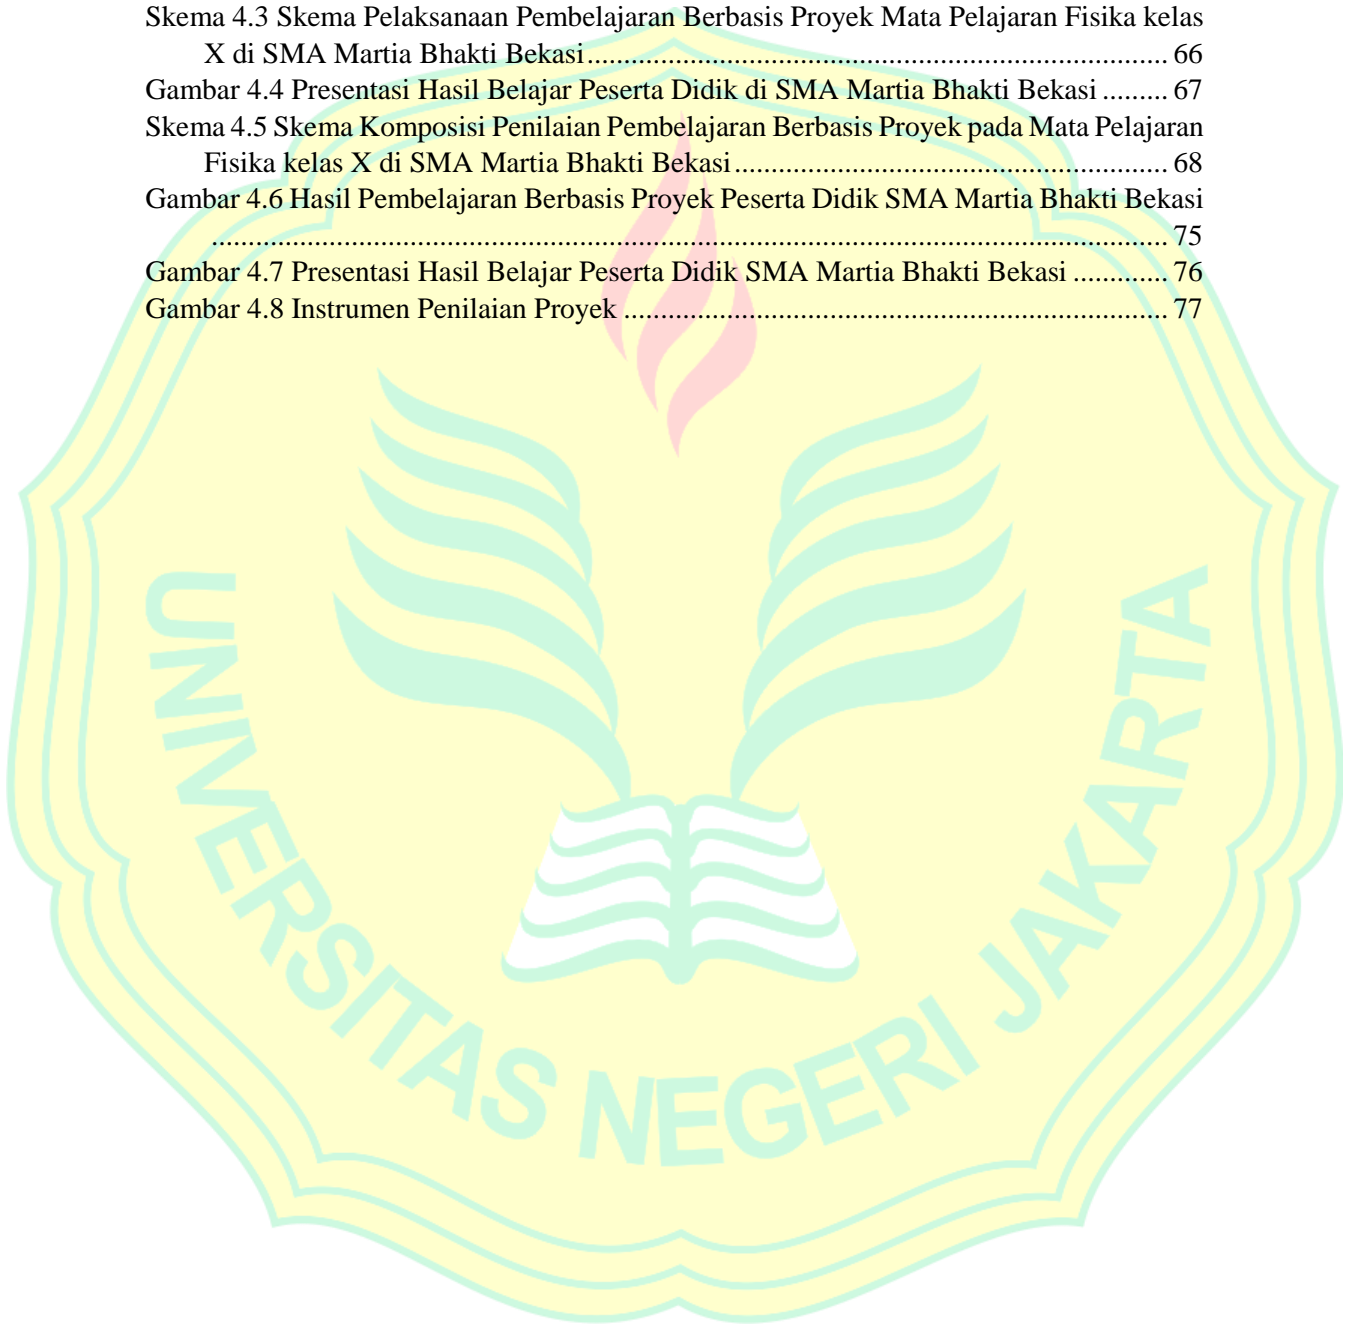 Skema 4.3 Skema Pelaksanaan Pembelajaran Berbasis Proyek Mata Pelajaran Fisika kelas
X di SMA Martia Bhakti Bekasi................................................................................ 66
Gambar 4.4 Presentasi Hasil Belajar Peserta Didik di SMA Martia Bhakti Bekasi ......... 67
Skema 4.5 Skema Komposisi Penilaian Pembelajaran Berbasis Proyek pada Mata Pelajaran
Fisika kelas X di SMA Martia Bhakti Bekasi........................................................... 68
Gambar 4.6 Hasil Pembelajaran Berbasis Proyek Peserta Didik SMA Martia Bhakti Bekasi
.................................................................................................................................... 75
Gambar 4.7 Presentasi Hasil Belajar Peserta Didik SMA Martia Bhakti Bekasi ............. 76
Gambar 4.8 Instrumen Penilaian Proyek ........................................................................... 77
UNIVERSITAS NEGERI JAKARTA